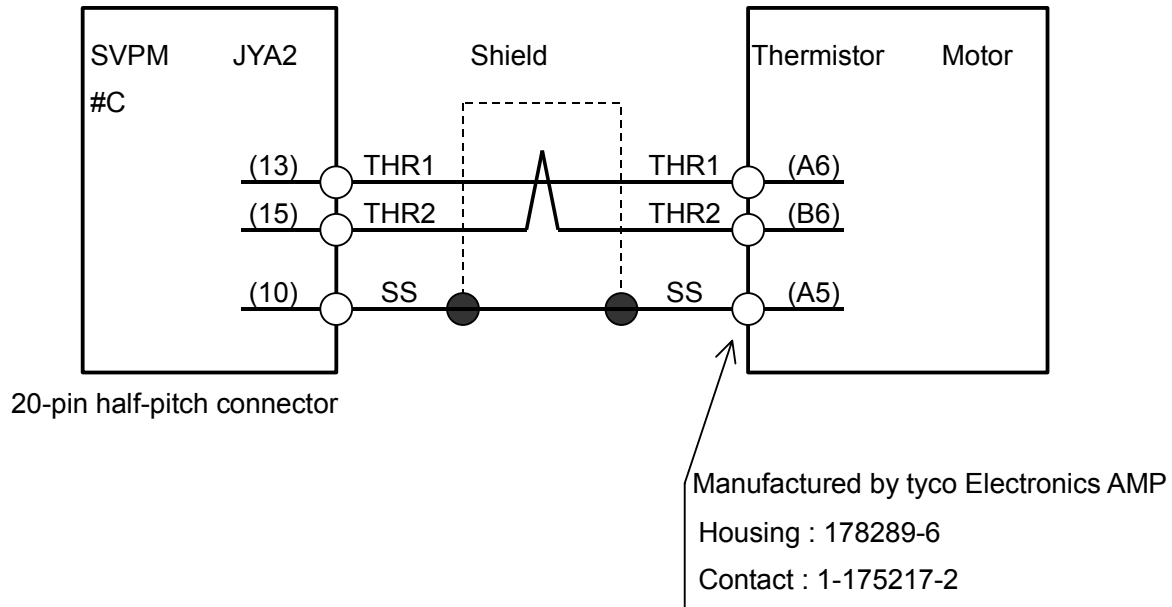 SVPM JYA2 Shield Thermistor Motor
#C
(13) THR1 THR1 (A6)
(15) THR2 THR2 (B6)
(10) SS SS (A5)
20-pin half-pitch connector
Manufactured by tyco Electronics AMP
Housing : 178289-6
Contact : 1-175217-2